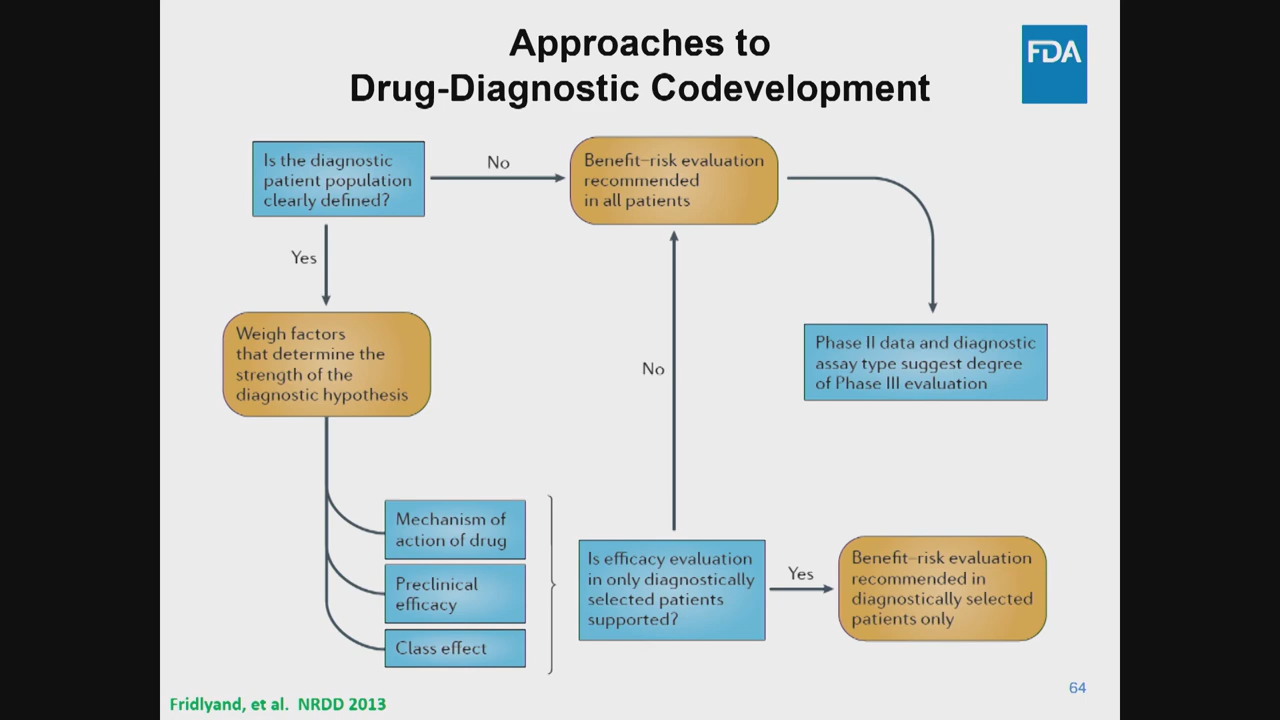 Approaches to
Drug-Diagnostic Codevelopment
FDA
Is the diagnostic
patient population
clearly defined?
No
Benefit–risk evaluation
recommended
in all patients
Yes
Weigh factors
that determine the
strength of the
diagnostic hypothesis
No
Phase II data and diagnostic
assay type suggest degree
of Phase III evaluation
Mechanism of
action of drug
Preclinical
efficacy
Class effect
Is efficacy evaluation
in only diagnostically
selected patients
supported?
Yes
Benefit–risk evaluation
recommended in
diagnostically selected
patients only
Fridlyand, et al. NRDD 2013
64